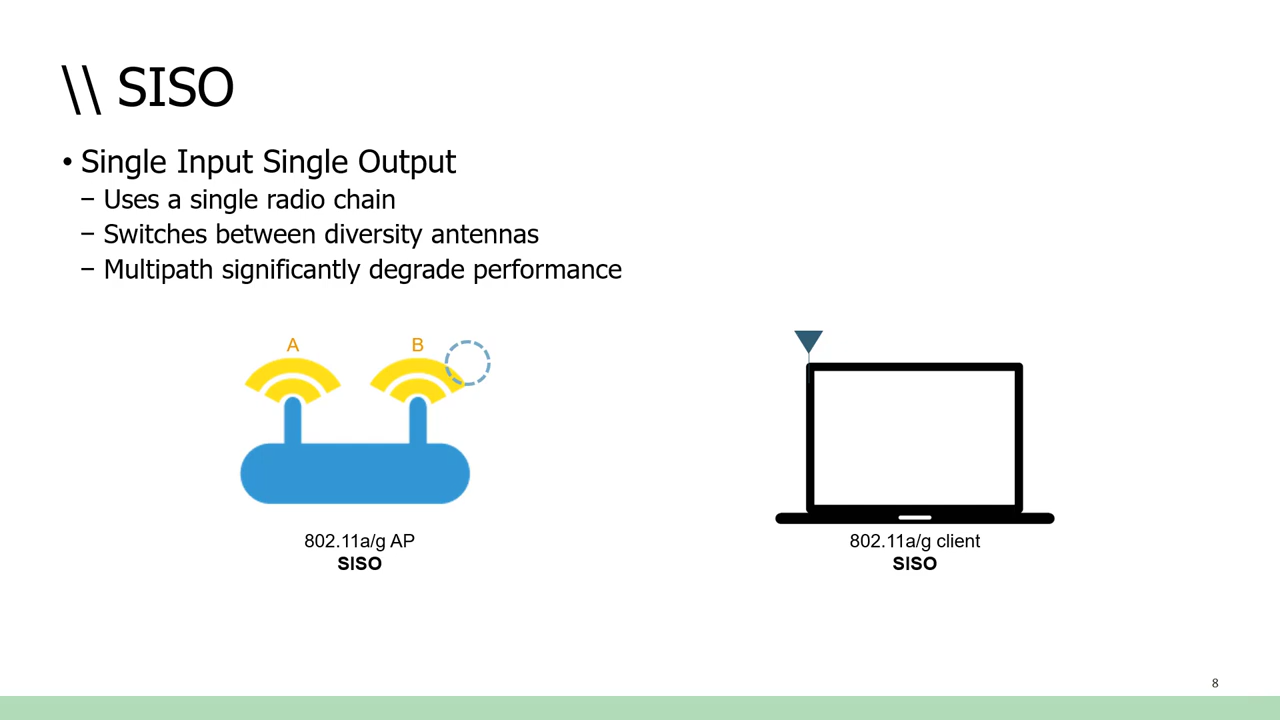 \\ SISO
• Single Input Single Output
– Uses a single radio chain
– Switches between diversity antennas
– Multipath significantly degrade performance
A B
802.11a/g AP
SISO
802.11a/g client
SISO
8